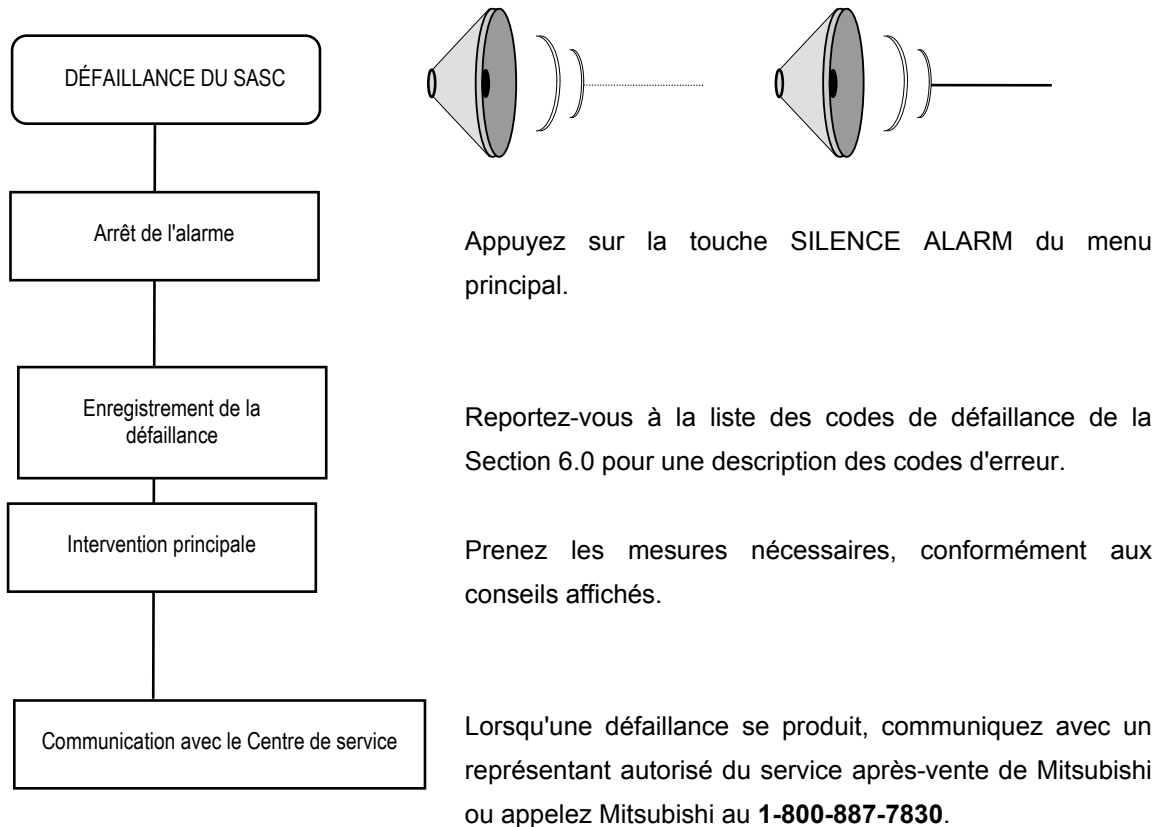 DÉFAILLANCE DU SASC
Arrêt de l'alarme
Appuyez sur la touche SILENCE ALARM du menu
principal.
Enregistrement de la
défaillance
Reportez-vous à la liste des codes de défaillance de la
Section 6.0 pour une description des codes d'erreur.
Intervention principale
Prenez les mesures nécessaires, conformément aux
conseils affichés.
Communication avec le Centre de service
Lorsqu'une défaillance se produit, communiquez avec un
représentant autorisé du service après-vente de Mitsubishi
ou appelez Mitsubishi au 1-800-887-7830.